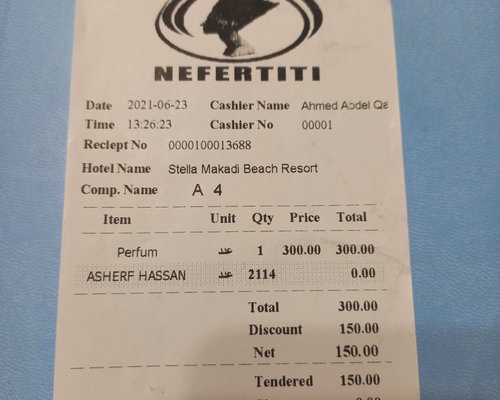 NEFERTITI
Date 2021-06-23 Cashier Name Ahmed Abdel Qa
Time 13:26:23 Cashier No 00001
Reciept No 0000100013688
Hotel Name Stella Makadi Beach Resort
Comp. Name A 4
Item Unit Qty Price Total
Perfum عدد 1 300.00 300.00
ASHERF HASSAN عدد 2114 0.00
Total 300.00
Discount 150.00
Net 150.00
Tendered 150.00